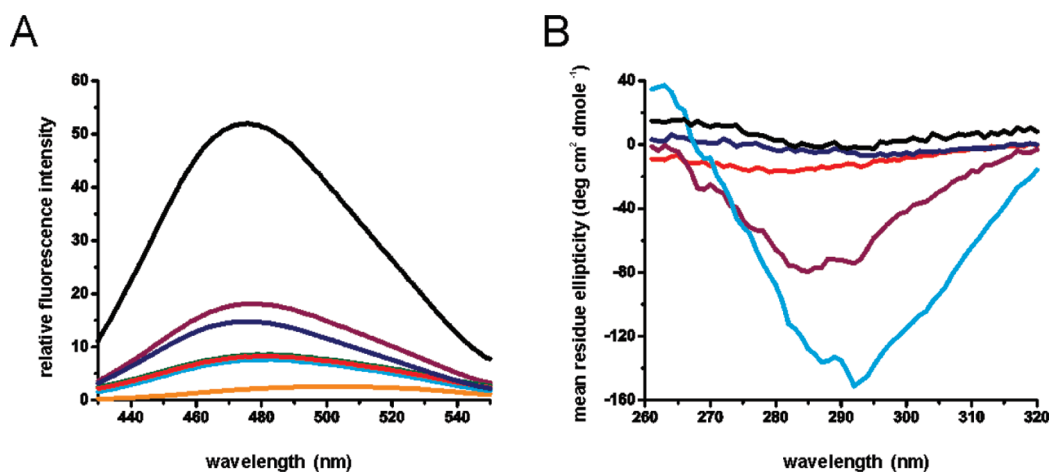 A
60
50
40
30
20
10
0
440 460 480 500 520 540
relative fluorescence intensity
wavelength (nm)
B
40
0
-40
-80
-120
-160
260 270 280 290 300 310 320
mean residue ellipticity (deg cm² dmole⁻¹)
wavelength (nm)